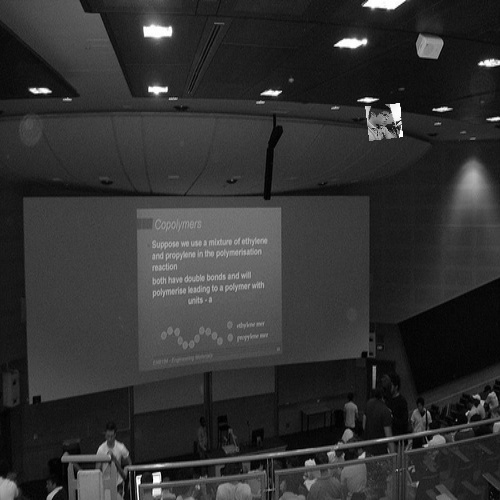 Copolymers
Suppose we use a mixture of ethylene
and propylene in the polymerisation
reaction
both have double bonds and will
polymerise leading to a polymer with
units - a
ethylene mer
propylene mer